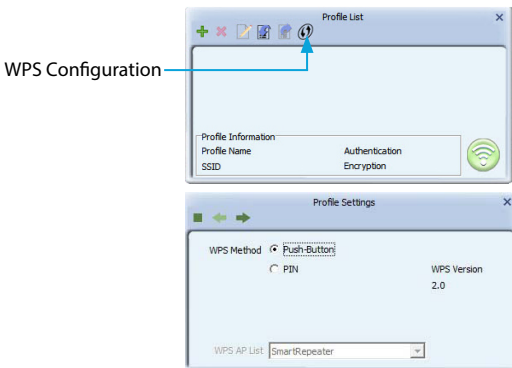 Profile List
WPS Configuration
Profile Information
Profile Name Authentication
SSID Encryption
Profile Settings
WPS Method Push-Button
PIN WPS Version
2.0
WPS AP List SmartRepeater